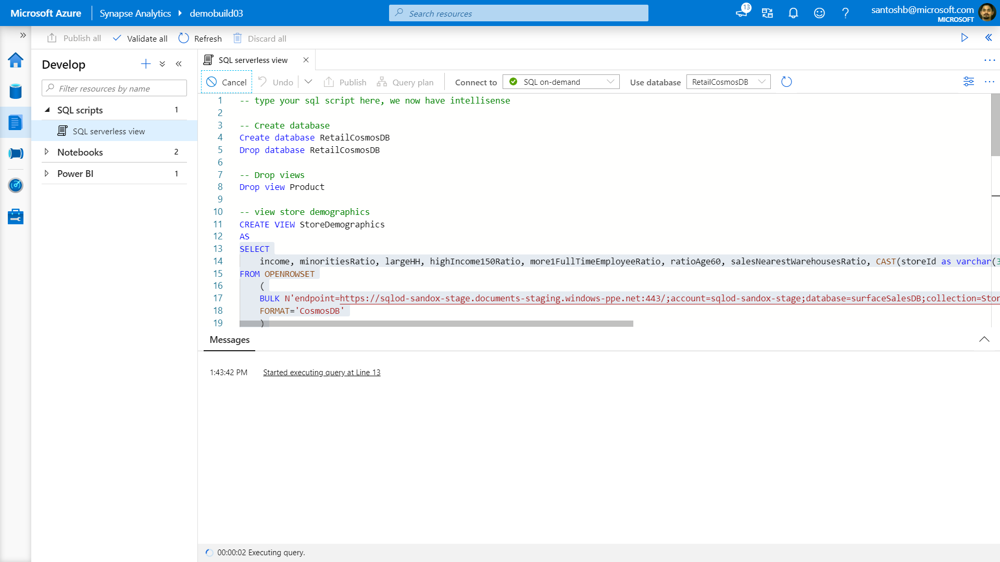 Microsoft Azure
Synapse Analytics
demobuild03
Search resources
13
santoshb@microsoft.com
MICROSOFT
Publish all
Validate all
Refresh
Discard all
Develop
Filter resources by name
SQL scripts 1
SQL serverless view
Notebooks 2
Power BI 1
SQL serverless view
Cancel
Undo
Publish
Query plan
Connect to
SQL on-demand
Use database
RetailCosmosDB
1 -- type your sql script here, we now have intellisense
2
3 -- Create database
4 Create database RetailCosmosDB
5 Drop database RetailCosmosDB
6
7 -- Drop views
8 Drop view Product
9
10 -- view store demographics
11 CREATE VIEW StoreDemographics
12 AS
13 SELECT
14 income, minoritiesRatio, largeHH, highIncome150Ratio, more1FullTimeEmployeeRatio, ratioAge60, salesNearestWarehousesRatio, CAST(storeId as varchar(3
15 FROM OPENROWSET
16 (
17 BULK N'endpoint=https://sqlod-sandox-stage.documents-staging.windows-ppe.net:443/;account=sqlod-sandox-stage;database=surfaceSalesDB;collection=Stor
18 FORMAT='CosmosDB'
19 )
Messages
1:43:42 PM Started executing query at Line 13
00:00:02 Executing query.